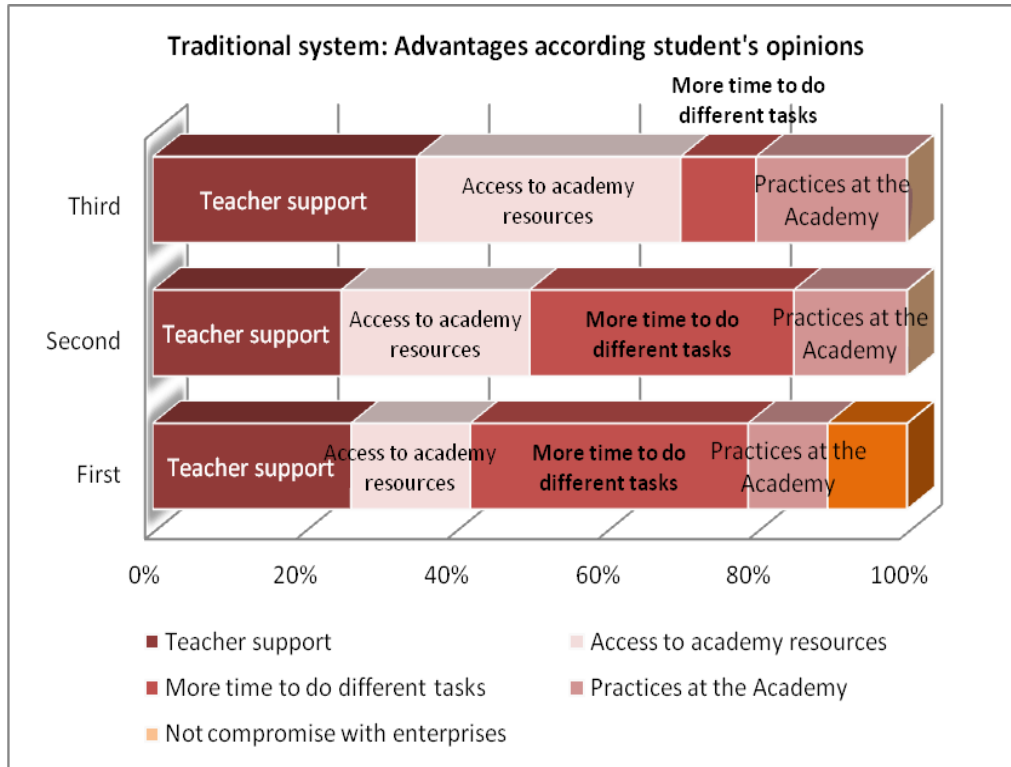 Traditional system: Advantages according student's opinions
More time to do
different tasks
Third
Teacher support
Access to academy
resources
Practices at the
Academy
Second
Teacher support
Access to academy
resources
More time to do
different tasks
Practices at the
Academy
First
Teacher support
Access to academy
resources
More time to do
different tasks
Practices at the
Academy
0% 20% 40% 60% 80% 100%
Teacher support Access to academy resources
More time to do different tasks Practices at the Academy
Not compromise with enterprises